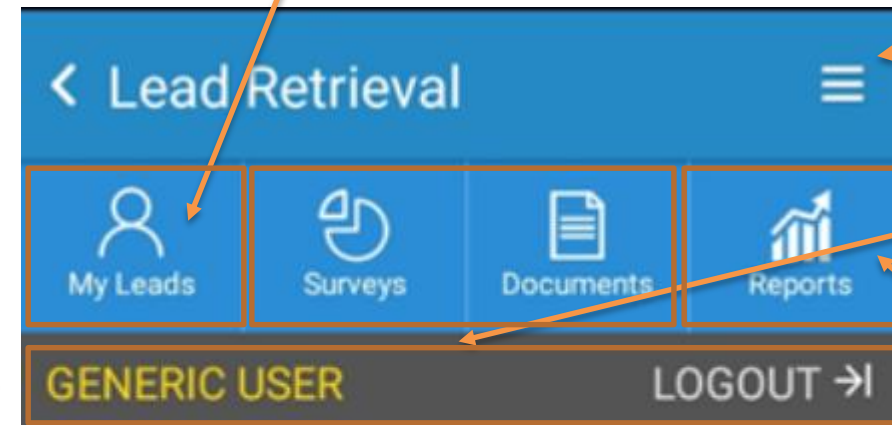 Lead Retrieval
My Leads Surveys Documents Reports
GENERIC USER LOGOUT